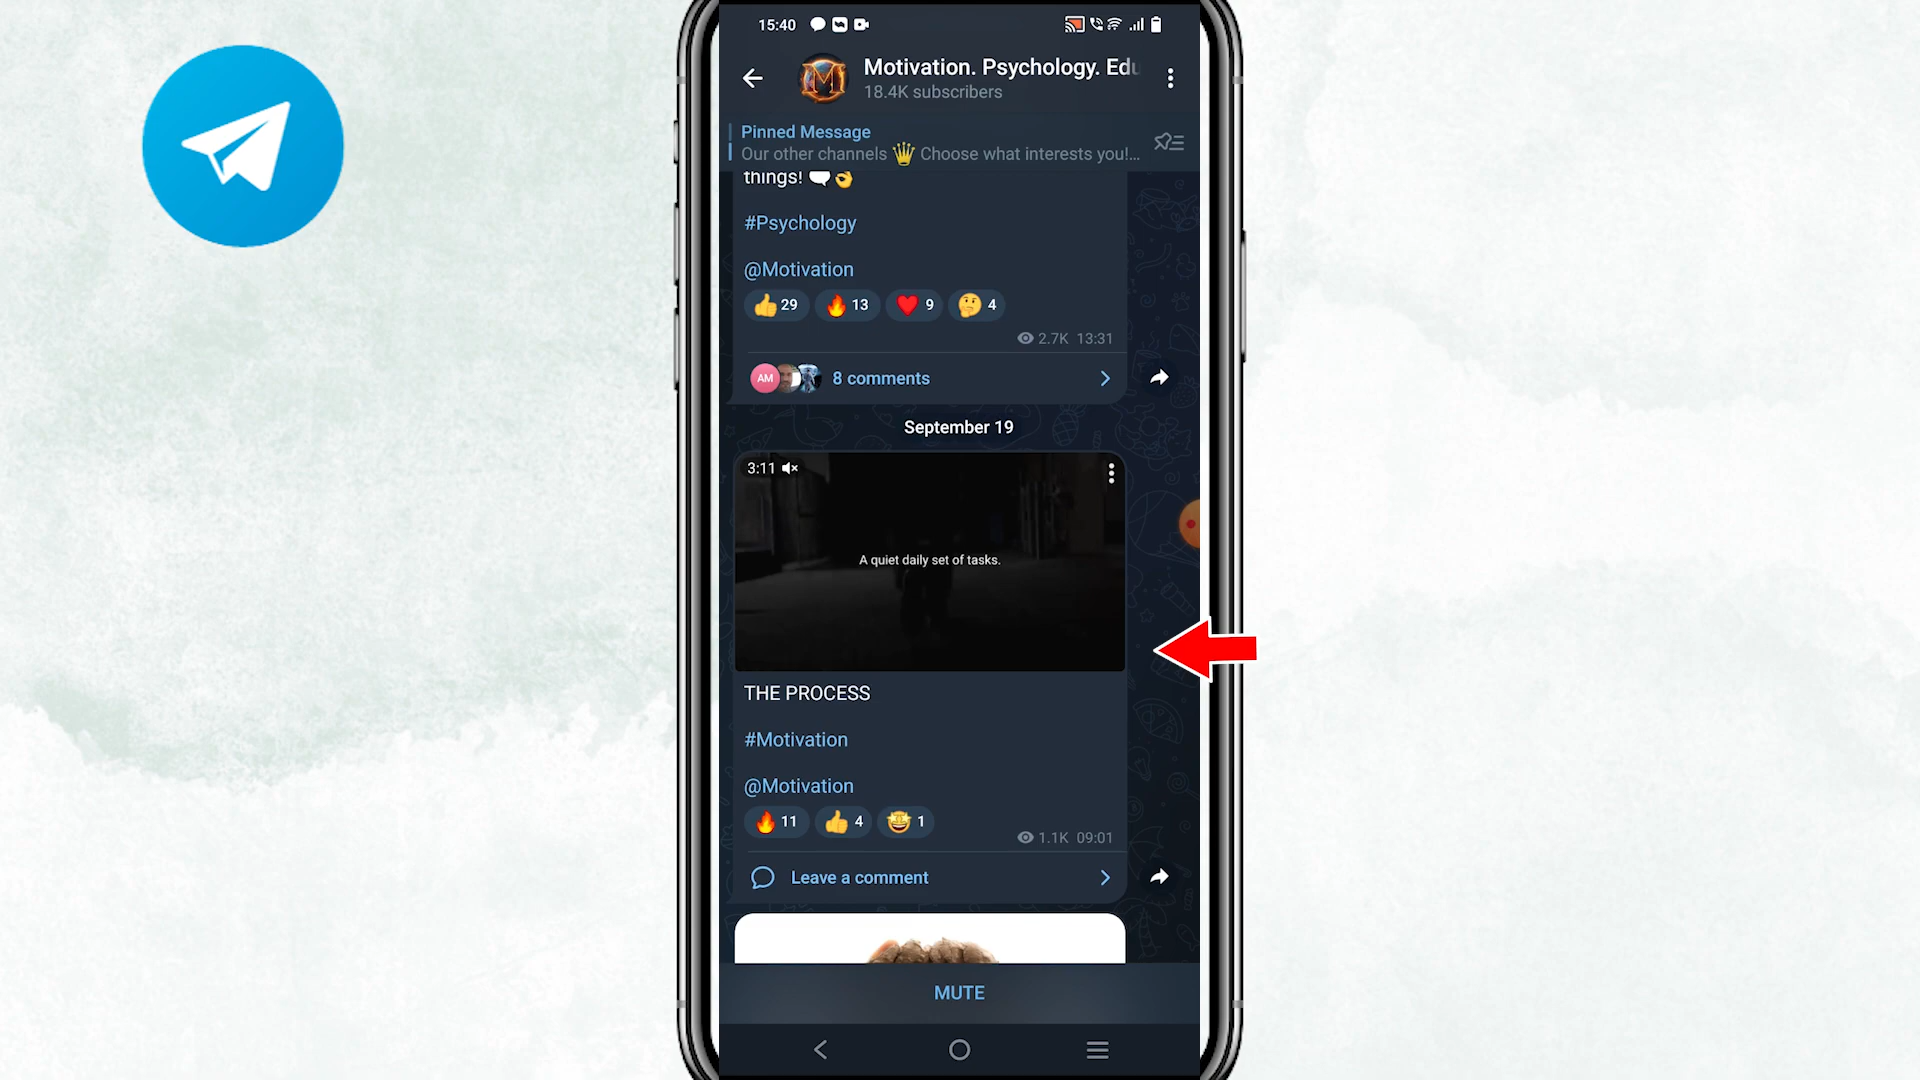 15:40
Motivation. Psychology. Edu
18.4K subscribers
Pinned Message
Our other channels 👑 Choose what interests you!...
things! 🗨👌
#Psychology
@Motivation
👍 29 🔥 13 ❤ 9 🤔 4
2.7K 13:31
AM 8 comments
September 19
3:11
A quiet daily set of tasks.
THE PROCESS
#Motivation
@Motivation
🔥 11 👍 4 🤩 1
1.1K 09:01
Leave a comment
MUTE